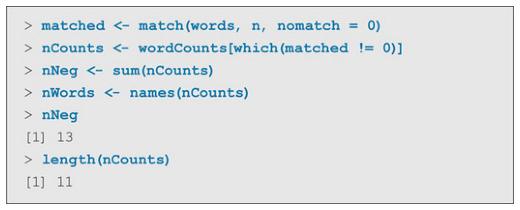 > matched <- match(words, n, nomatch = 0)
> nCounts <- wordCounts[which(matched != 0)]
> nNeg <- sum(nCounts)
> nWords <- names(nCounts)
> nNeg
[1] 13
> length(nCounts)
[1] 11